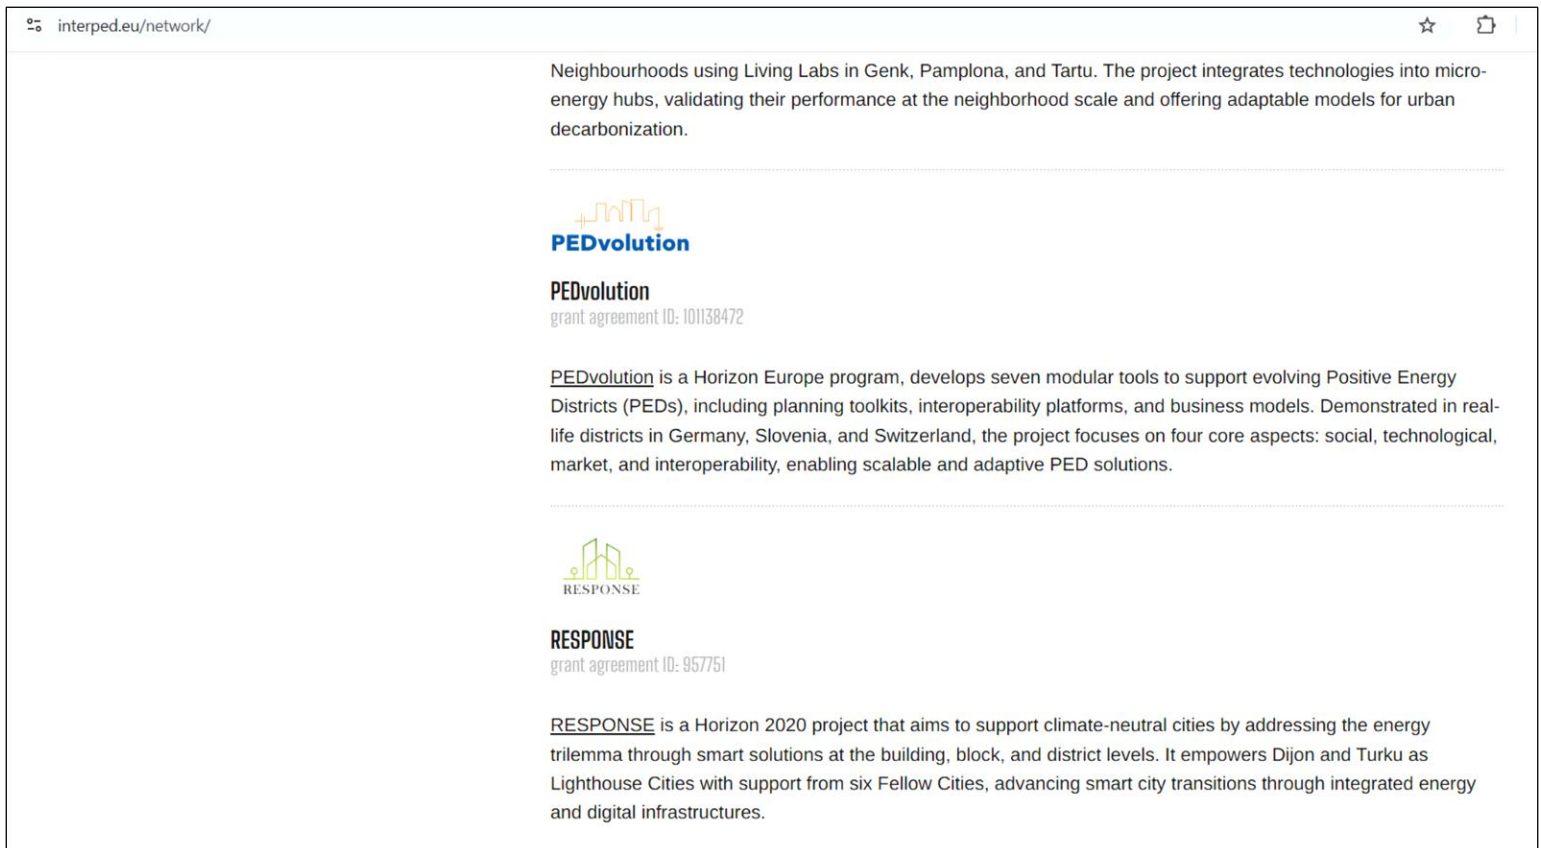 interped.eu/network/
Neighbourhoods using Living Labs in Genk, Pamplona, and Tartu. The project integrates technologies into micro-
energy hubs, validating their performance at the neighborhood scale and offering adaptable models for urban
decarbonization.
PEDvolution
PEDvolution
grant agreement ID: 101138472
PEDvolution is a Horizon Europe program, develops seven modular tools to support evolving Positive Energy
Districts (PEDs), including planning toolkits, interoperability platforms, and business models. Demonstrated in real-
life districts in Germany, Slovenia, and Switzerland, the project focuses on four core aspects: social, technological,
market, and interoperability, enabling scalable and adaptive PED solutions.
RESPONSE
RESPONSE
grant agreement ID: 957751
RESPONSE is a Horizon 2020 project that aims to support climate-neutral cities by addressing the energy
trilemma through smart solutions at the building, block, and district levels. It empowers Dijon and Turku as
Lighthouse Cities with support from six Fellow Cities, advancing smart city transitions through integrated energy
and digital infrastructures.